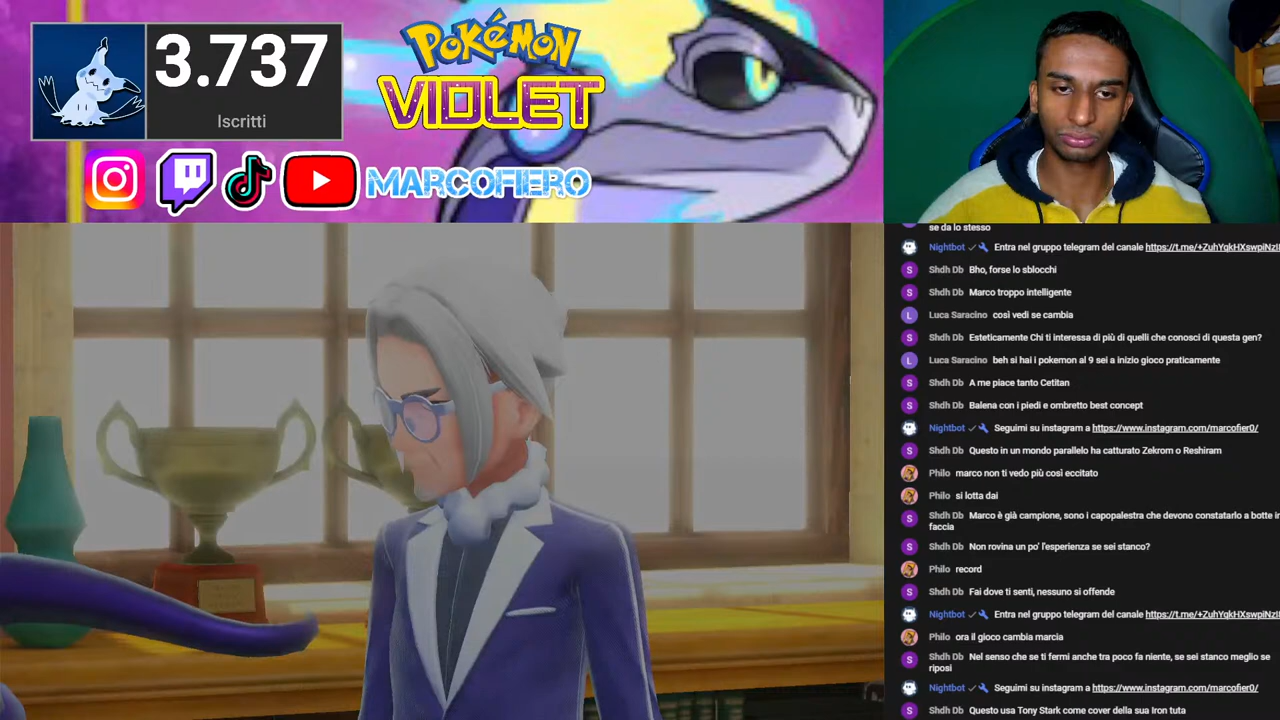 3.737
Iscritti
POKÉMON
VIOLET
MARCOFIERO
se da lo stesso
Nightbot Entra nel gruppo telegram del canale
Shdh Db Bho, forse lo sblocchi
Shdh Db Marco troppo intelligente
Luca Saracino così vedi se cambia
Shdh Db Esteticamente Chi ti interessa di più di quelli che conosci di questa gen?
Luca Saracino beh si hai i pokemon al 9 sei a inizio gioco praticamente
Shdh Db A me piace tanto Cetitan
Shdh Db Balena con i piedi e ombretto best concept
Nightbot Seguimi su instagram a https://www.instagram.com/marcofier0/
Shdh Db Questo in un mondo parallelo ha catturato Zekrom o Reshiram
Philo marco non ti vedo più così eccitato
Philo si lotta dai
Shdh Db Marco è già campione, sono i capopalestra che devono constatarlo a botte in
faccia
Shdh Db Non rovina un po' l'esperienza se sei stanco?
Philo record
Shdh Db Fai dove ti senti, nessuno si offende
Nightbot Entra nel gruppo telegram del canale
Philo ora il gioco cambia marcia
Shdh Db Nel senso che se ti fermi anche tra poco fa niente, se sei stanco meglio se
riposi
Nightbot Seguimi su instagram a https://www.instagram.com/marcofier0/
Shdh Db Questo usa Tony Stark come cover della sua Iron tuta